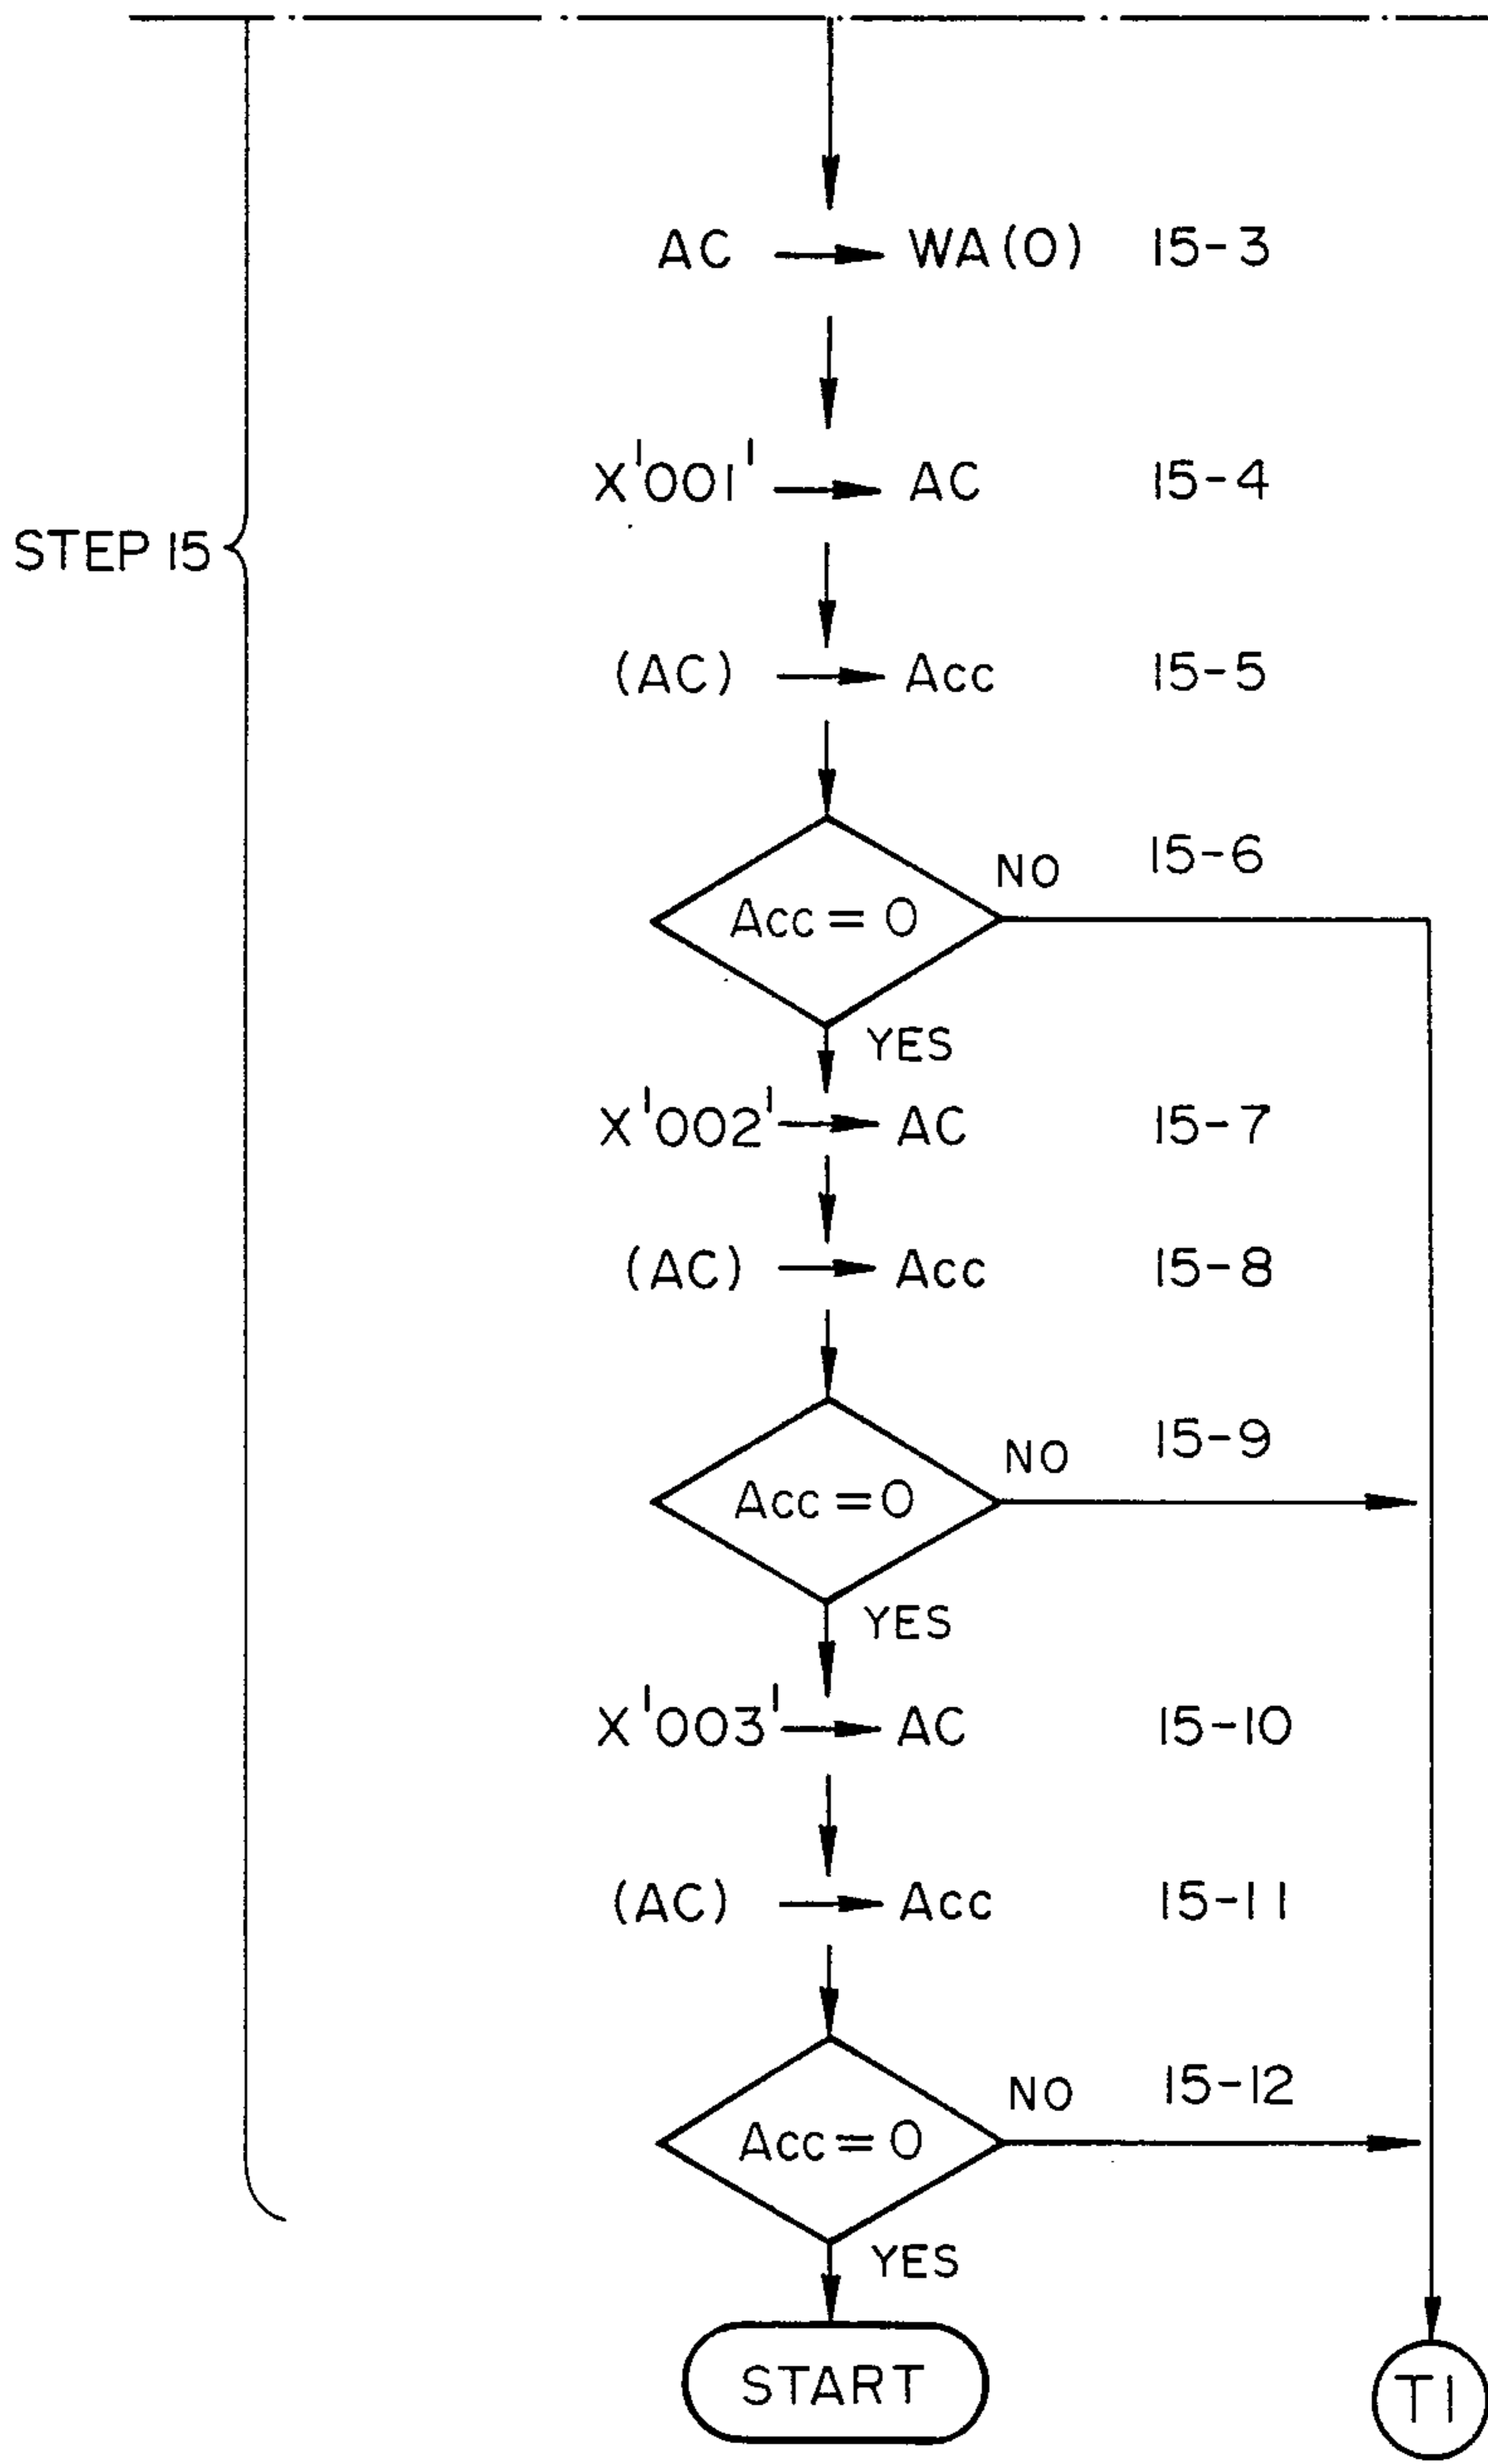 AC → WA(0) 15-3
X'001' → AC 15-4
STEP 15
(AC) → Acc 15-5
NO 15-6
Acc = 0
YES
X'002' → AC 15-7
(AC) → Acc 15-8
NO 15-9
Acc = 0
YES
X'003' → AC 15-10
(AC) → Acc 15-11
NO 15-12
Acc = 0
YES
START
T1